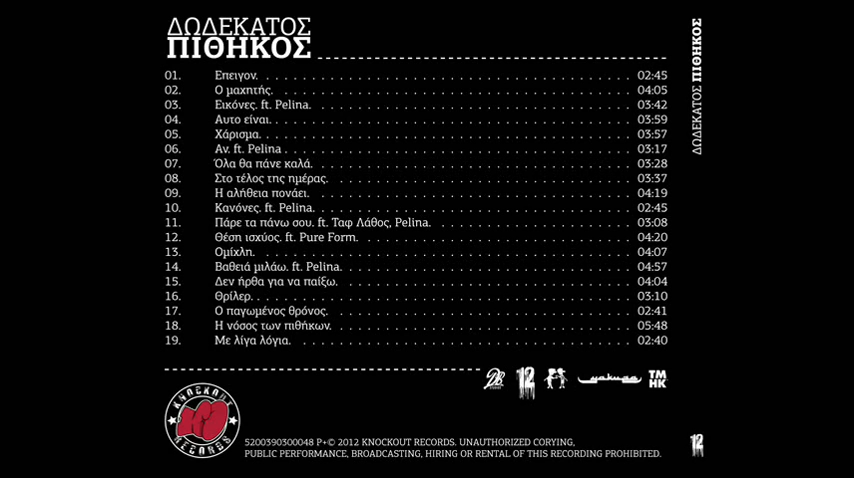 ΔΩΔΕΚΑΤΟΣ
ΠΙΘΗΚΟΣ
01. Επειγον. 02:45
02. Ο μαχητής. 04:05
03. Εικόνες. ft. Pelina. 03:42
04. Αυτο είναι. 03:59
05. Χάρισμα. 03:57
06. Αν. ft. Pelina . 03:17
07. Όλα θα πάνε καλά. 03:28
08. Στο τέλος της ημέρας. 03:37
09. Η αλήθεια πονάει. 04:19
10. Κανόνες. ft. Pelina. 02:45
11. Πάρε τα πάνω σου. ft. Ταφ Λάθος, Pelina. 03:08
12. Θέση ισχύος. ft. Pure Form. 04:20
13. Ομίχλη. 04:07
14. Βαθειά μιλάω. ft. Pelina. 04:57
15. Δεν ήρθα για να παίξω. 04:04
16. Θρίλερ. 03:10
17. Ο παγωμένος θρόνος. 02:41
18. Η νόσος των πιθήκων. 05:48
19. Με λίγα λόγια. 02:40
12
yakuza
TM
HK
KNOCKOUT
KO
RECORDS
5200390300048 P+© 2012 KNOCKOUT RECORDS. UNAUTHORIZED CORYING,
PUBLIC PERFORMANCE, BROADCASTING, HIRING OR RENTAL OF THIS RECORDING PROHIBITED.
ΔΩΔΕΚΑΤΟΣ ΠΙΘΗΚΟΣ
12